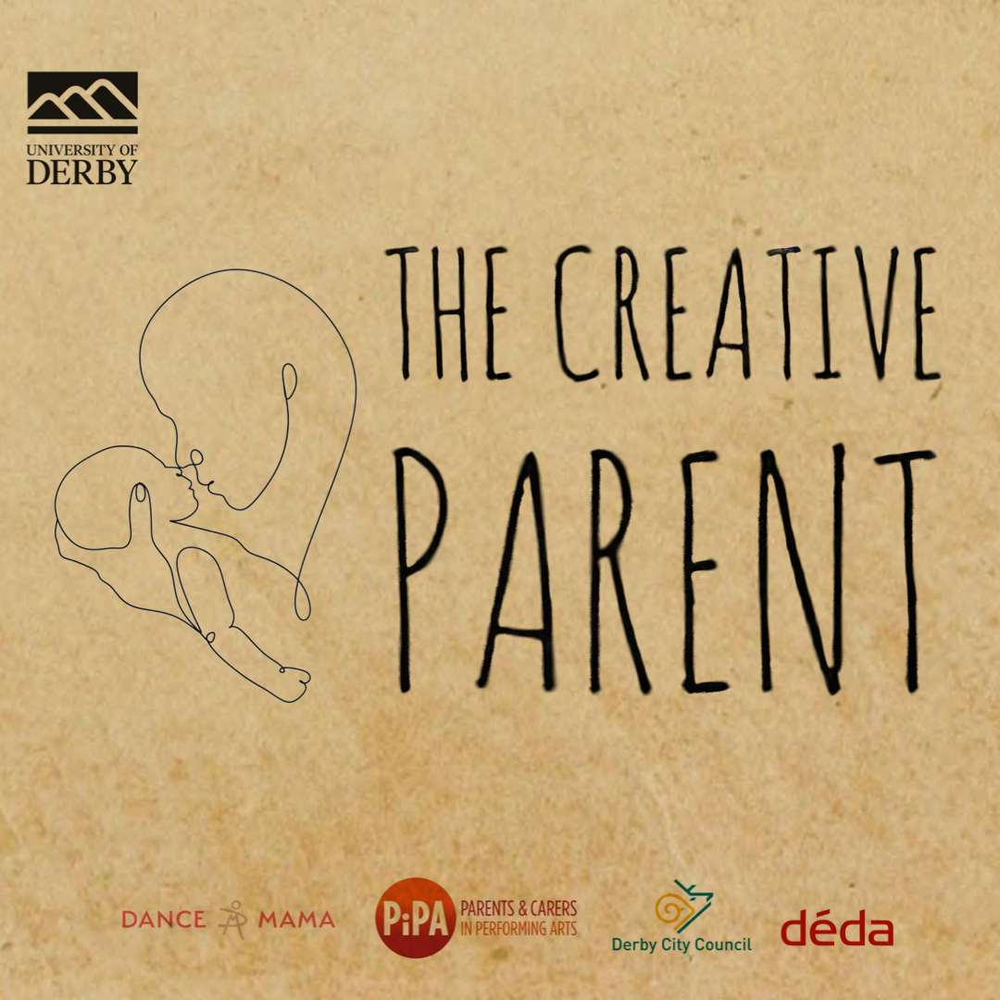 UNIVERSITY OF
DERBY
THE CREATIVE
PARENT
DANCE MAMA
PiPA
PARENTS & CARERS
IN PERFORMING ARTS
Derby City Council
déda